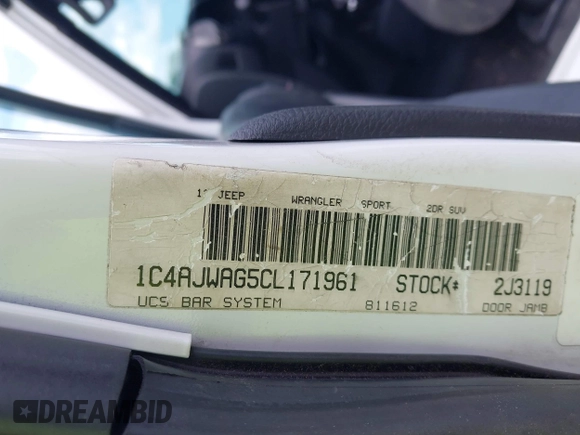 JEEP WRANGLER SPORT 2DR SUV
1C4AJWAG5CL171961 STOCK# 2J3119
UCS BAR SYSTEM 811612 DOOR JAMB
DREAMBID